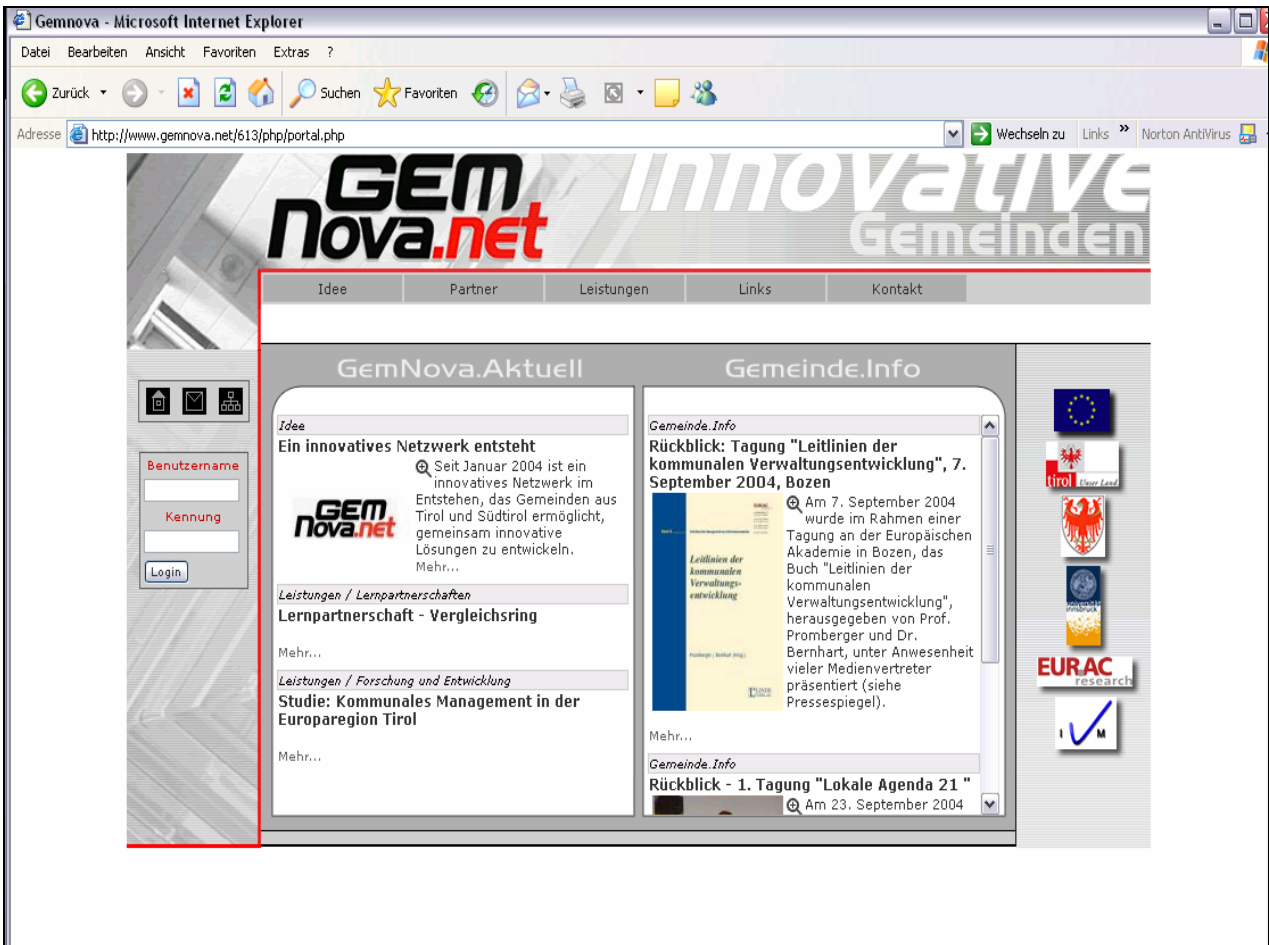 Gemnova - Microsoft Internet Explorer
Datei Bearbeiten Ansicht Favoriten Extras ?
Zurück Suchen Favoriten
Adresse http://www.gemnova.net/613/php/portal.php Wechseln zu Links » Norton AntiVirus
GEM
Nova.net
Innovative
Gemeinden
Idee Partner Leistungen Links Kontakt
Benutzername
Kennung
Login
GemNova.Aktuell
Idee
Ein innovatives Netzwerk entsteht
GEM
Nova.net
Seit Januar 2004 ist ein
innovatives Netzwerk im
Entstehen, das Gemeinden aus
Tirol und Südtirol ermöglicht,
gemeinsam innovative
Lösungen zu entwickeln.
Mehr...
Leistungen / Lernpartnerschaften
Lernpartnerschaft - Vergleichsring
Mehr...
Leistungen / Forschung und Entwicklung
Studie: Kommunales Management in der
Europaregion Tirol
Mehr...
Gemeinde.Info
Gemeinde.Info
Rückblick: Tagung "Leitlinien der
kommunalen Verwaltungsentwicklung", 7.
September 2004, Bozen
Leitlinien der
kommunalen
Verwaltungs-
entwicklung
LINDE
Am 7. September 2004
wurde im Rahmen einer
Tagung an der Europäischen
Akademie in Bozen, das
Buch "Leitlinien der
kommunalen
Verwaltungsentwicklung",
herausgegeben von Prof.
Promberger und Dr.
Bernhart, unter Anwesenheit
vieler Medienvertreter
präsentiert (siehe
Pressespiegel).
Mehr...
Gemeinde.Info
Rückblick - 1. Tagung "Lokale Agenda 21 "
Am 23. September 2004
tirol Unser Land
universität
innsbruck
EURAC
research
I V M